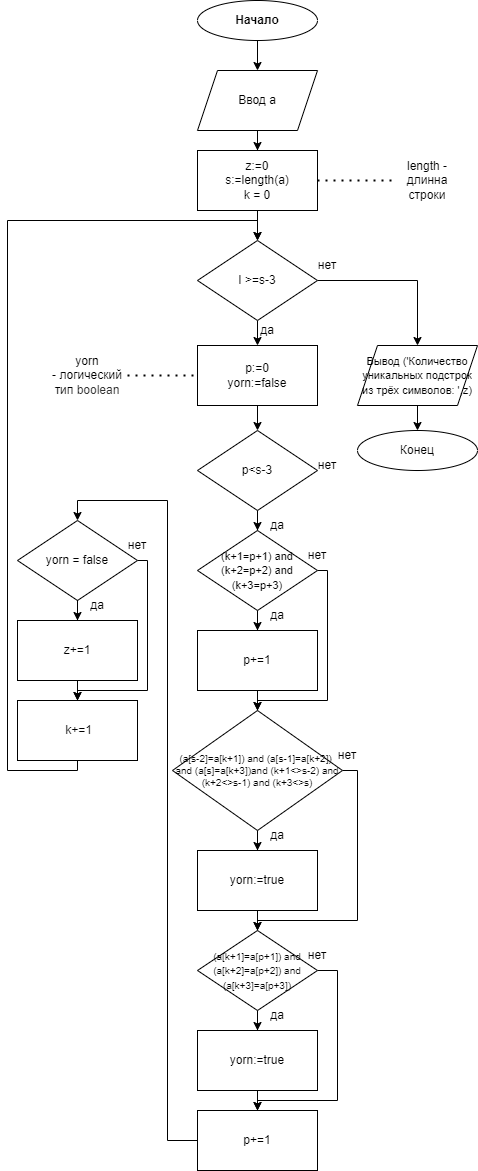 Начало
Ввод a
z:=0
s:=length(a)
k = 0
length -
длинна
строки
I >=s-3
нет
да
yorn
- логический
тип boolean
p:=0
yorn:=false
Вывод ('Количество
уникальных подстрок
из трёх символов: ',z)
Конец
p<s-3
нет
да
(k+1=p+1) and
(k+2=p+2) and
(k+3=p+3)
нет
да
yorn = false
нет
да
z+=1
k+=1
p+=1
(a[s-2]=a[k+1]) and (a[s-1]=a[k+2])
and (a[s]=a[k+3])and (k+1<>s-2) and
(k+2<>s-1) and (k+3<>s)
нет
да
yorn:=true
(a[k+1]=a[p+1]) and
(a[k+2]=a[p+2]) and
(a[k+3]=a[p+3])
нет
да
yorn:=true
p+=1